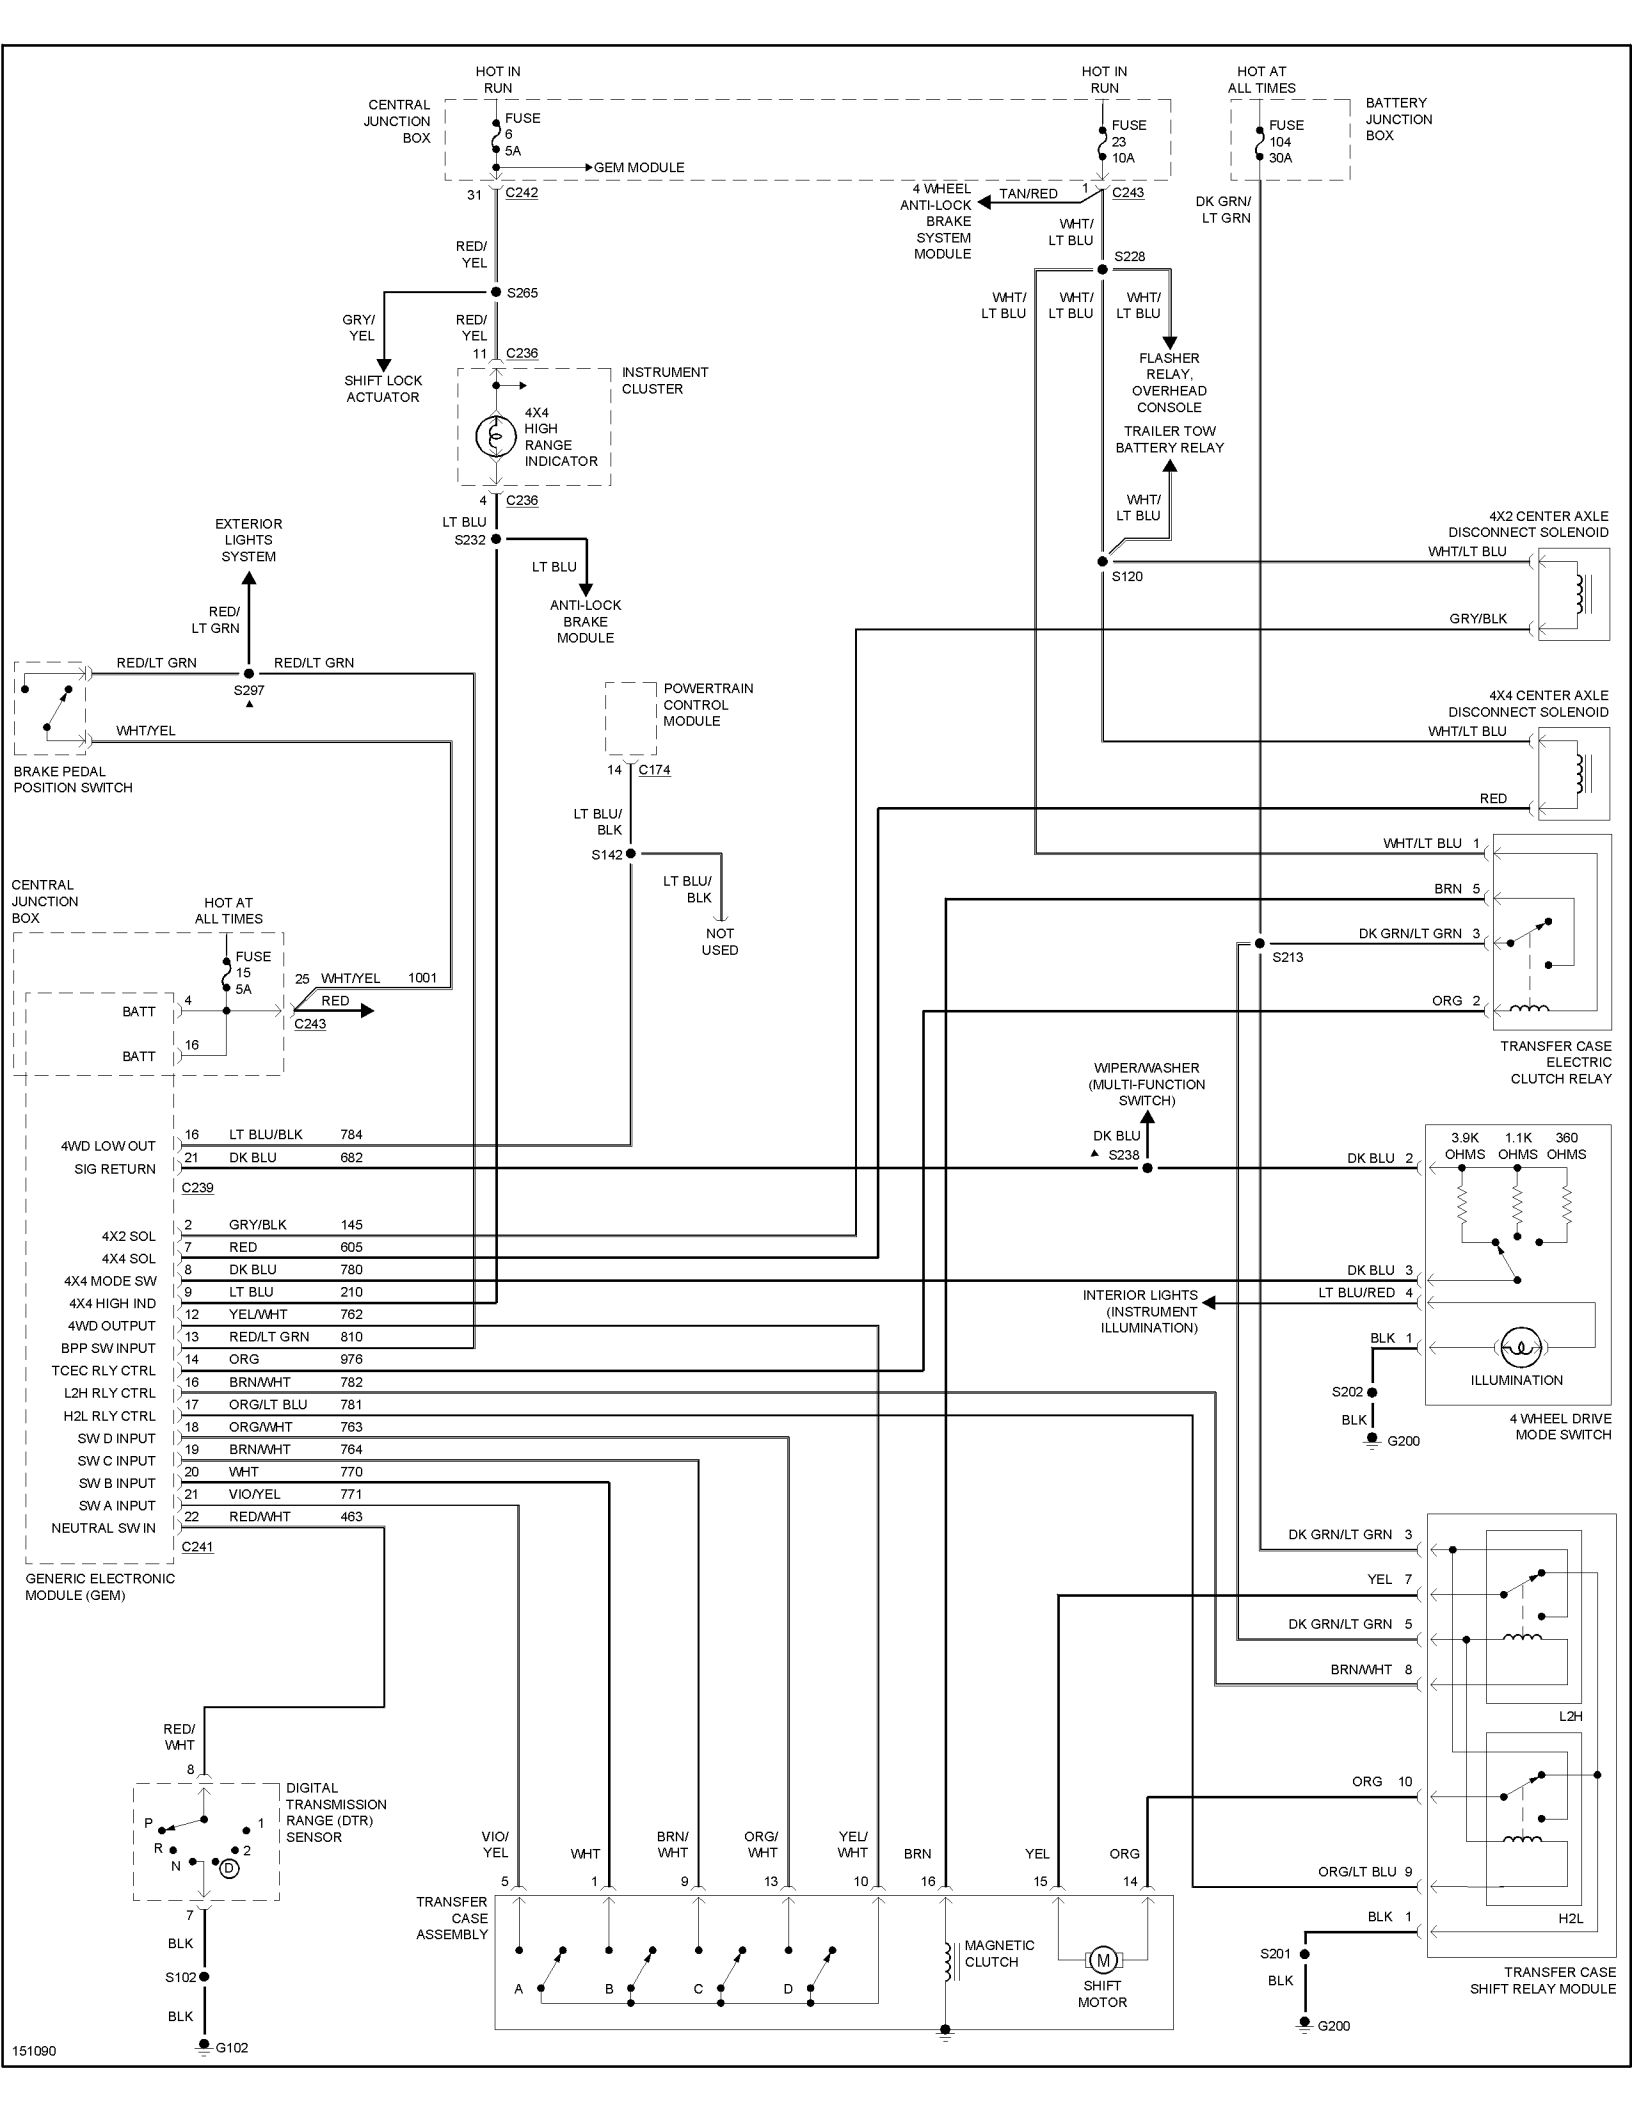 HOT IN
RUN
HOT IN
RUN
HOT AT
ALL TIMES
CENTRAL
JUNCTION
BOX
FUSE
6
5A
GEM MODULE
FUSE
23
10A
FUSE
104
30A
BATTERY
JUNCTION
BOX
31 C242
4 WHEEL
ANTI-LOCK
BRAKE
SYSTEM
MODULE
TAN/RED
1 C243
DK GRN/
LT GRN
RED/
YEL
WHT/
LT BLU
S228
S265
GRY/
YEL
RED/
YEL
WHT/
LT BLU
WHT/
LT BLU
WHT/
LT BLU
11 C236
SHIFT LOCK
ACTUATOR
INSTRUMENT
CLUSTER
4X4
HIGH
RANGE
INDICATOR
FLASHER
RELAY,
OVERHEAD
CONSOLE
TRAILER TOW
BATTERY RELAY
4 C236
LT BLU
S232
LT BLU
ANTI-LOCK
BRAKE
MODULE
WHT/
LT BLU
S120
4X2 CENTER AXLE
DISCONNECT SOLENOID
WHT/LT BLU
GRY/BLK
EXTERIOR
LIGHTS
SYSTEM
RED/
LT GRN
RED/LT GRN
RED/LT GRN
S297
WHT/YEL
BRAKE PEDAL
POSITION SWITCH
POWERTRAIN
CONTROL
MODULE
14 C174
4X4 CENTER AXLE
DISCONNECT SOLENOID
WHT/LT BLU
RED
LT BLU/
BLK
S142
LT BLU/
BLK
NOT
USED
WHT/LT BLU 1
BRN 5
DK GRN/LT GRN 3
S213
ORG 2
TRANSFER CASE
ELECTRIC
CLUTCH RELAY
CENTRAL
JUNCTION
BOX
HOT AT
ALL TIMES
FUSE
15
5A
BATT 4
BATT 16
25 WHT/YEL 1001
RED
C243
WIPER/WASHER
(MULTI-FUNCTION
SWITCH)
DK BLU
S238
4WD LOW OUT 16 LT BLU/BLK 784
SIG RETURN 21 DK BLU 682
C239
4X2 SOL 2 GRY/BLK 145
4X4 SOL 7 RED 605
4X4 MODE SW 8 DK BLU 780
4X4 HIGH IND 9 LT BLU 210
4WD OUTPUT 12 YEL/WHT 762
BPP SW INPUT 13 RED/LT GRN 810
TCEC RLY CTRL 14 ORG 976
L2H RLY CTRL 16 BRN/WHT 782
H2L RLY CTRL 17 ORG/LT BLU 781
SW D INPUT 18 ORG/WHT 763
SW C INPUT 19 BRN/WHT 764
SW B INPUT 20 WHT 770
SW A INPUT 21 VIO/YEL 771
NEUTRAL SW IN 22 RED/WHT 463
C241
GENERIC ELECTRONIC
MODULE (GEM)
3.9K
OHMS
1.1K
OHMS
360
OHMS
DK BLU 2
DK BLU 3
LT BLU/RED 4
INTERIOR LIGHTS
(INSTRUMENT
ILLUMINATION)
BLK 1
ILLUMINATION
S202
BLK
G200
4 WHEEL DRIVE
MODE SWITCH
DK GRN/LT GRN 3
YEL 7
DK GRN/LT GRN 5
BRN/WHT 8
L2H
ORG 10
ORG/LT BLU 9
BLK 1
H2L
S201
BLK
G200
TRANSFER CASE
SHIFT RELAY MODULE
RED/
WHT
8
DIGITAL
TRANSMISSION
RANGE (DTR)
SENSOR
P
R
N
D
2
1
7
BLK
S102
BLK
G102
VIO/
YEL
WHT
BRN/
WHT
ORG/
WHT
YEL/
WHT
BRN
YEL
ORG
5 1 9 13 10 16 15 14
TRANSFER
CASE
ASSEMBLY
A B C D
MAGNETIC
CLUTCH
M
SHIFT
MOTOR
151090